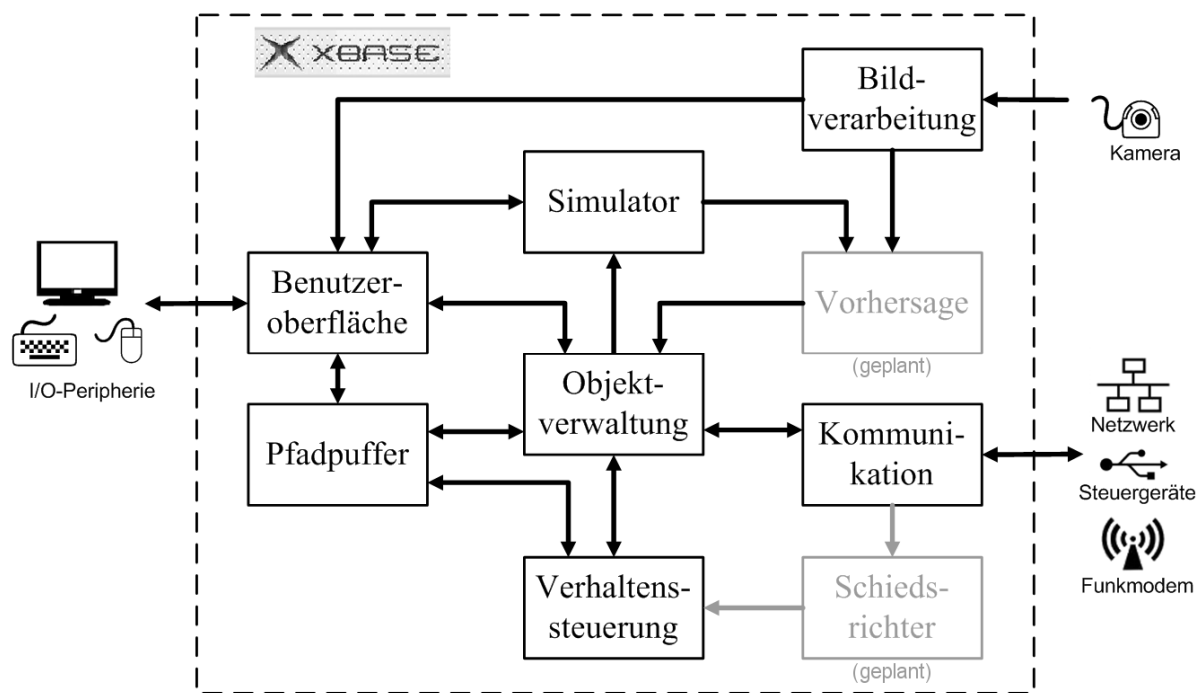 XBASE
Bild-
verarbeitung
Kamera
Simulator
Benutzer-
oberfläche
Vorhersage
(geplant)
I/O-Peripherie
Objekt-
verwaltung
Netzwerk
Pfadpuffer
Kommuni-
kation
Steuergeräte
Verhaltens-
steuerung
Schieds-
richter
(geplant)
Funkmodem